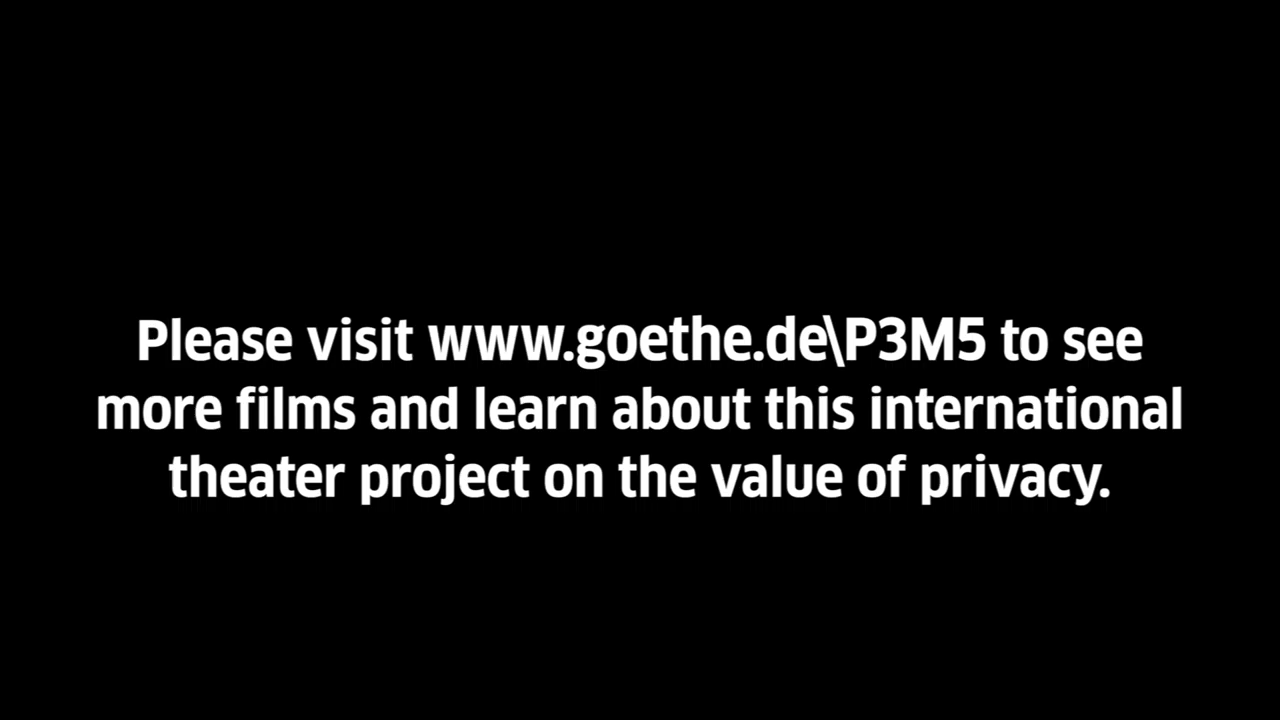 Please visit www.goethe.de\P3M5 to see
more films and learn about this international
theater project on the value of privacy.